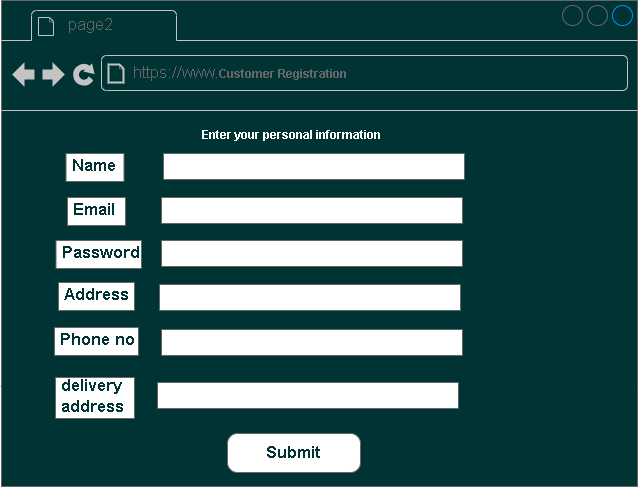 page2
https://www.Customer Registration
Enter your personal information
Name
Email
Password
Address
Phone no
delivery
address
Submit